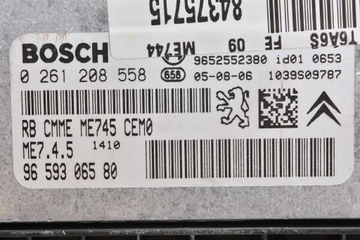 84375715
T6A6S
ME744 09 FE
BOSCH
9652552380 id01 0653
0 261 208 558
658 05-08-06 1039S09787
RB CMME ME745 CEM0
ME7.4.5 1410
96 593 065 80